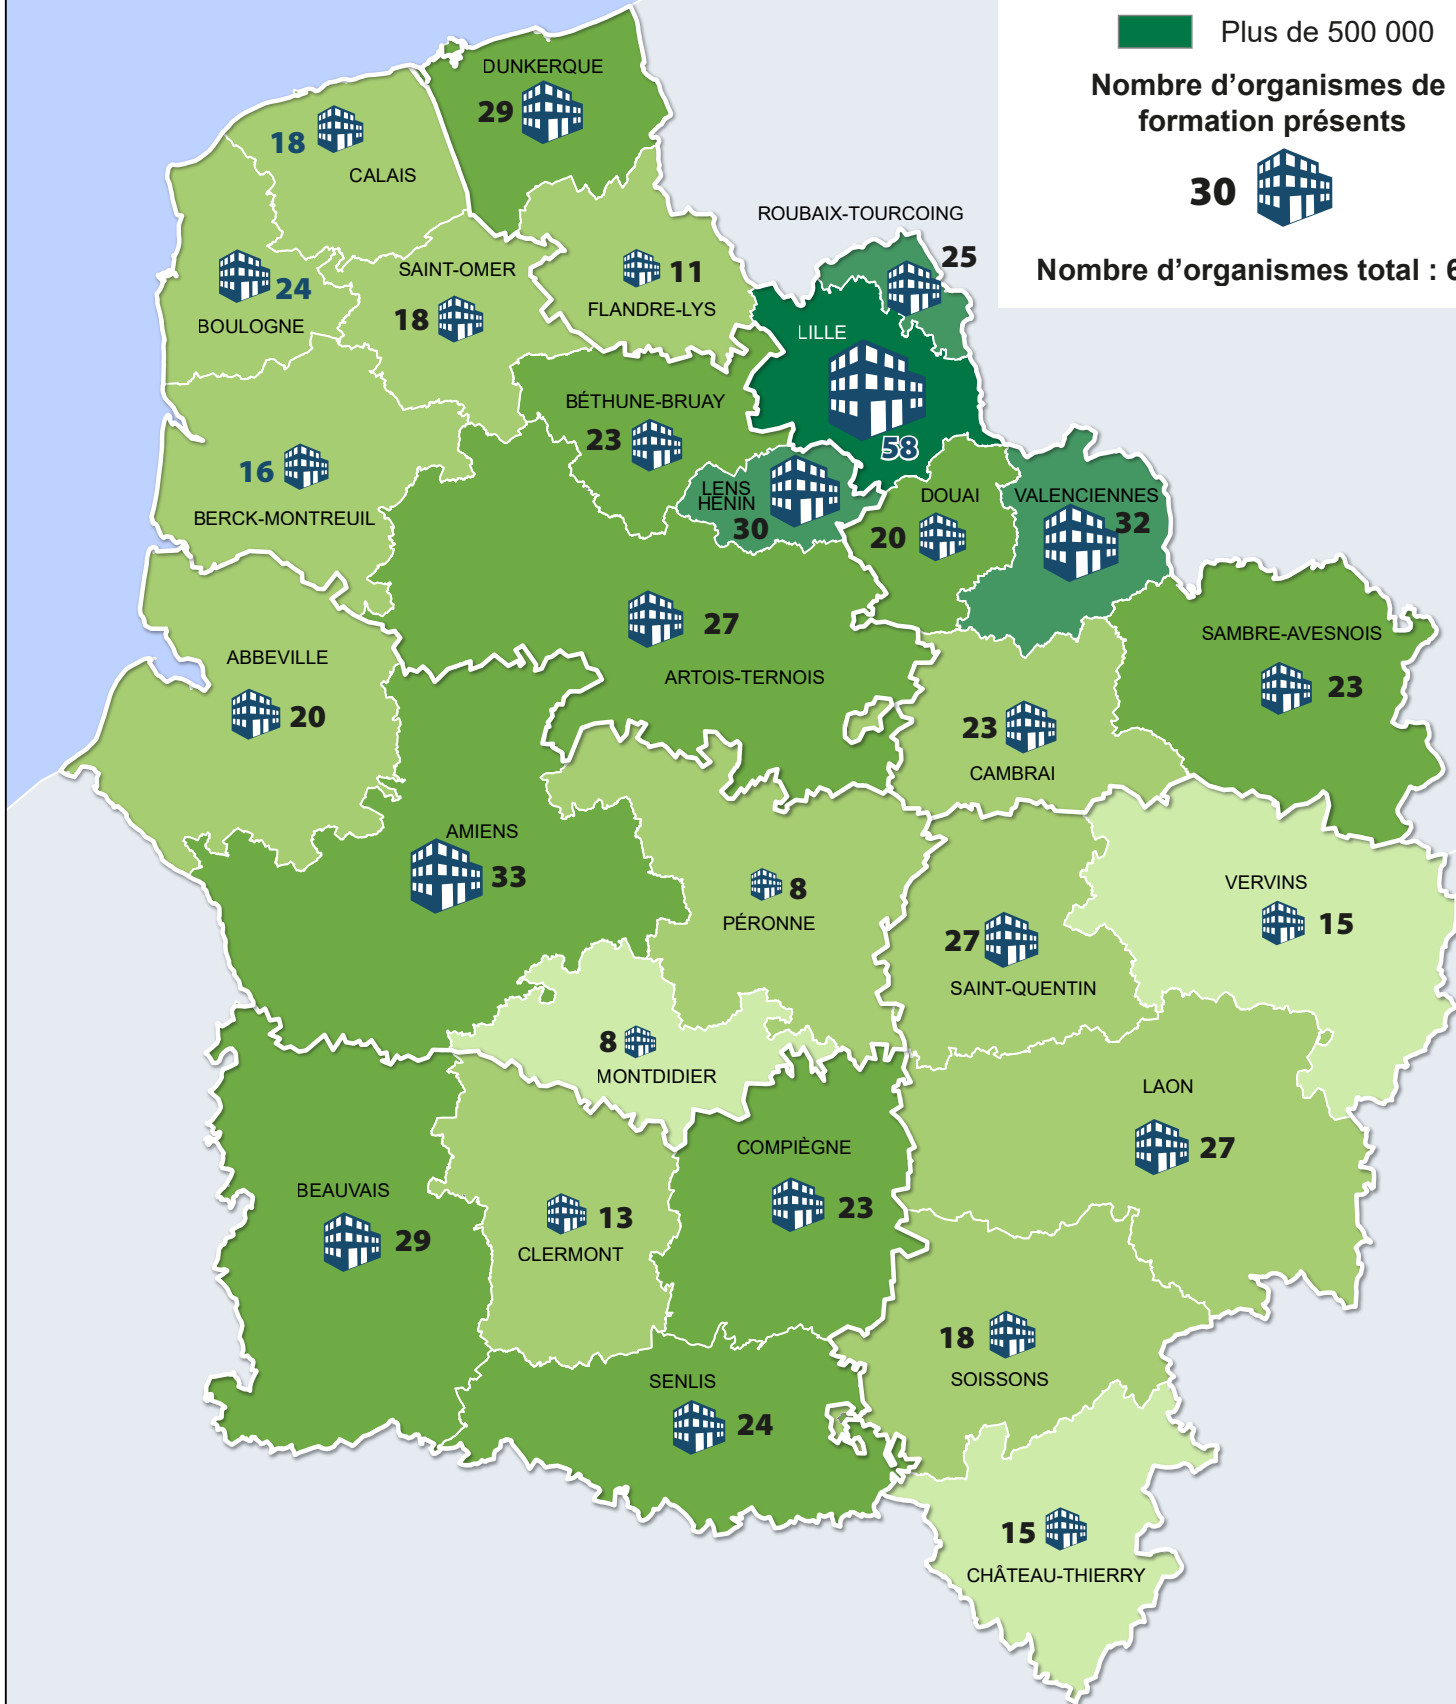 Plus de 500 000
Nombre d’organismes de
formation présents
30
Nombre d’organismes total : 6
DUNKERQUE
29
18
CALAIS
ROUBAIX-TOURCOING
25
SAINT-OMER
18
11
FLANDRE-LYS
24
BOULOGNE
LILLE
58
BÉTHUNE-BRUAY
23
16
BERCK-MONTREUIL
LENS
HENIN
30
DOUAI
20
VALENCIENNES
32
27
ARTOIS-TERNOIS
SAMBRE-AVESNOIS
23
ABBEVILLE
20
23
CAMBRAI
AMIENS
33
8
PÉRONNE
27
SAINT-QUENTIN
VERVINS
15
8
MONTDIDIER
LAON
27
COMPIÈGNE
23
BEAUVAIS
29
13
CLERMONT
18
SOISSONS
SENLIS
24
15
CHÂTEAU-THIERRY